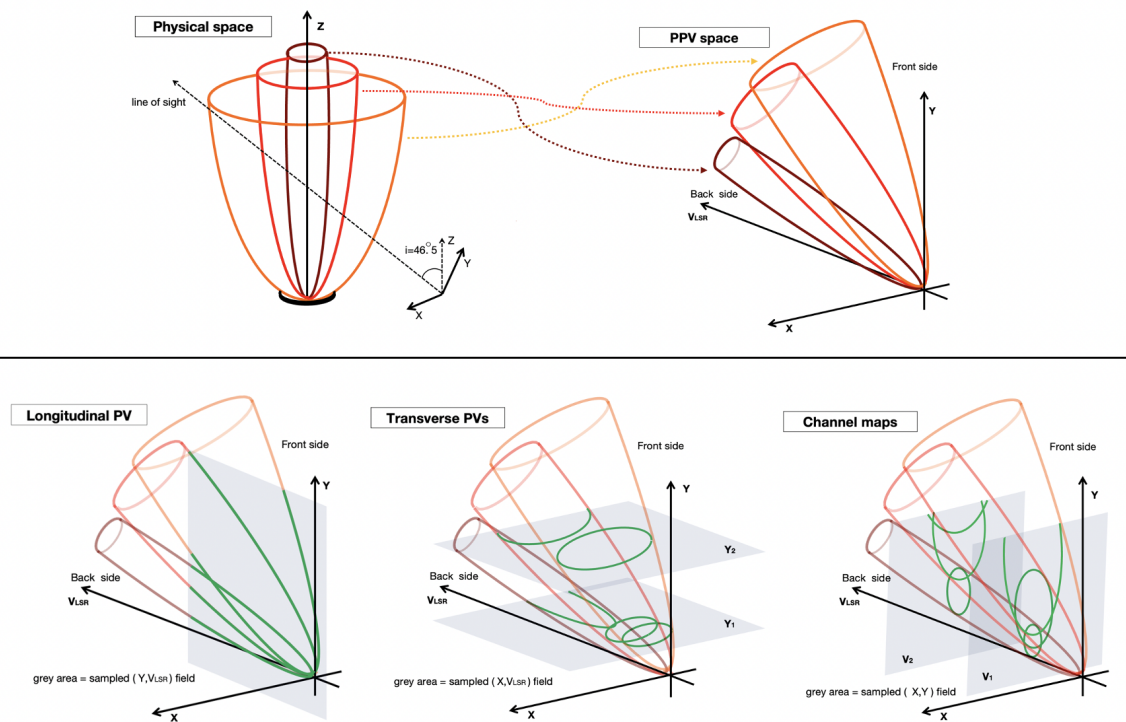 Physical space
Z
line of sight
i=46.°5
Z
Y
X
PPV space
Front side
Y
Back side
VLSR
X
Longitudinal PV
Front side
Y
Back side
VLSR
grey area = sampled ( Y,VLSR ) field
X
Transverse PVs
Front side
Y
Y2
Back side
VLSR
Y1
grey area = sampled ( X,VLSR ) field
X
Channel maps
Front side
Y
Back side
VLSR
V2
V1
grey area = sampled ( X,Y ) field
X